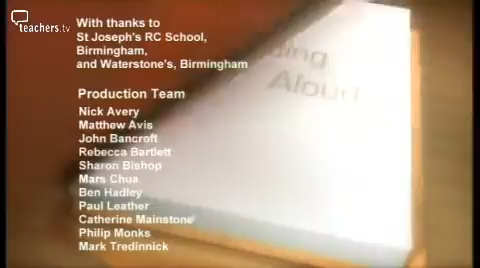 teachers.tv
With thanks to
St Joseph's RC School,
Birmingham,
and Waterstone's, Birmingham
Production Team
Nick Avery
Matthew Avis
John Bancroft
Rebecca Bartlett
Sharon Bishop
Mars Chua
Ben Hadley
Paul Leather
Catherine Mainstone
Philip Monks
Mark Tredinnick
Aloud